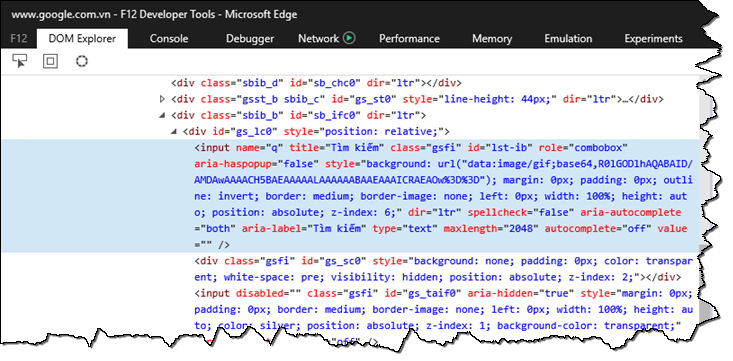 www.google.com.vn - F12 Developer Tools - Microsoft Edge
F12 DOM Explorer Console Debugger Network Performance Memory Emulation Experiments
<div class="sbib_d" id="sb_chc0" dir="ltr"></div>
<div class="gsst_b sbib_c" id="gs_st0" style="line-height: 44px;" dir="ltr">…</div>
<div class="sbib_b" id="sb_ifc0" dir="ltr">
<div id="gs_lc0" style="position: relative;">
<input name="q" title="Tìm kiếm" class="gsfi" id="lst-ib" role="combobox"
aria-haspopup="false" style="background: url("data:image/gif;base64,R0lGODlhAQABAID/
AMDAwAAAACH5BAEAAAAALAAAAAABAAEAAAICRAEAOw%3D%3D"); margin: 0px; padding: 0px; outli
ne: invert; border: medium; border-image: none; left: 0px; width: 100%; height: aut
o; position: absolute; z-index: 6;" dir="ltr" spellcheck="false" aria-autocomplete
="both" aria-label="Tìm kiếm" type="text" maxlength="2048" autocomplete="off" value
="" />
<div class="gsfi" id="gs_sc0" style="background: none; padding: 0px; color: transpar
ent; white-space: pre; visibility: hidden; position: absolute; z-index: 2;"></div>
<input disabled="" class="gsfi" id="gs_taif0" aria-hidden="true" style="margin: 0px;
padding: 0px; border: medium; border-image: none; left: 0px; width: 100%; height: a
uto; color: silver; position: absolute; z-index: 1; background-color: transparent;"
"off" />